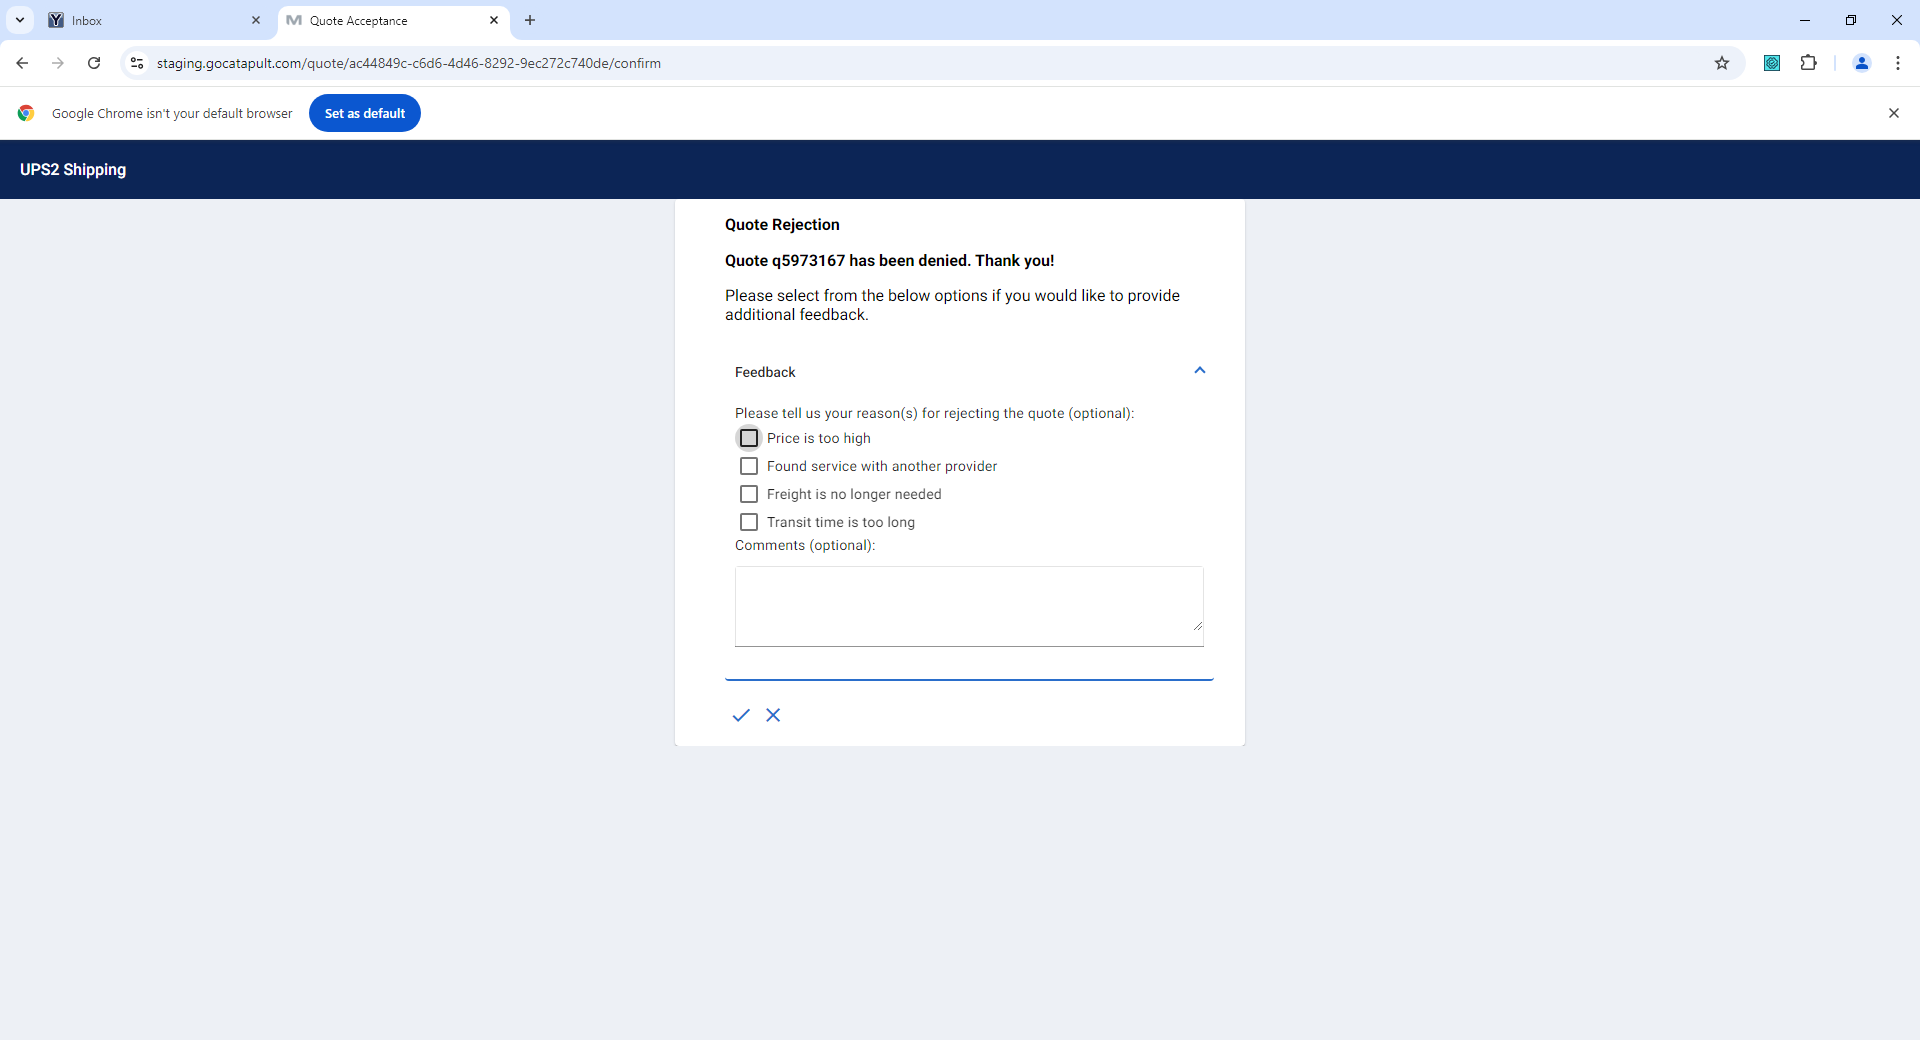 Inbox
Quote Acceptance
staging.gocatapult.com/quote/ac44849c-c6d6-4d46-8292-9ec272c740de/confirm
Google Chrome isn't your default browser
Set as default
UPS2 Shipping
Quote Rejection
Quote q5973167 has been denied. Thank you!
Please select from the below options if you would like to provide
additional feedback.
Feedback
Please tell us your reason(s) for rejecting the quote (optional):
Price is too high
Found service with another provider
Freight is no longer needed
Transit time is too long
Comments (optional):